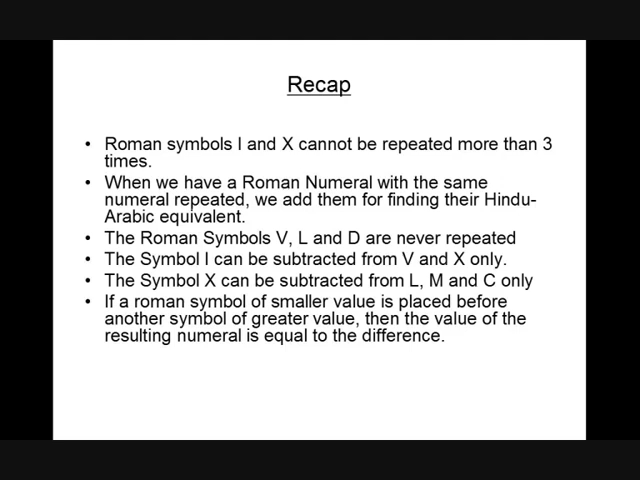 Recap
• Roman symbols I and X cannot be repeated more than 3
times.
• When we have a Roman Numeral with the same
numeral repeated, we add them for finding their Hindu-
Arabic equivalent.
• The Roman Symbols V, L and D are never repeated
• The Symbol I can be subtracted from V and X only.
• The Symbol X can be subtracted from L, M and C only
• If a roman symbol of smaller value is placed before
another symbol of greater value, then the value of the
resulting numeral is equal to the difference.